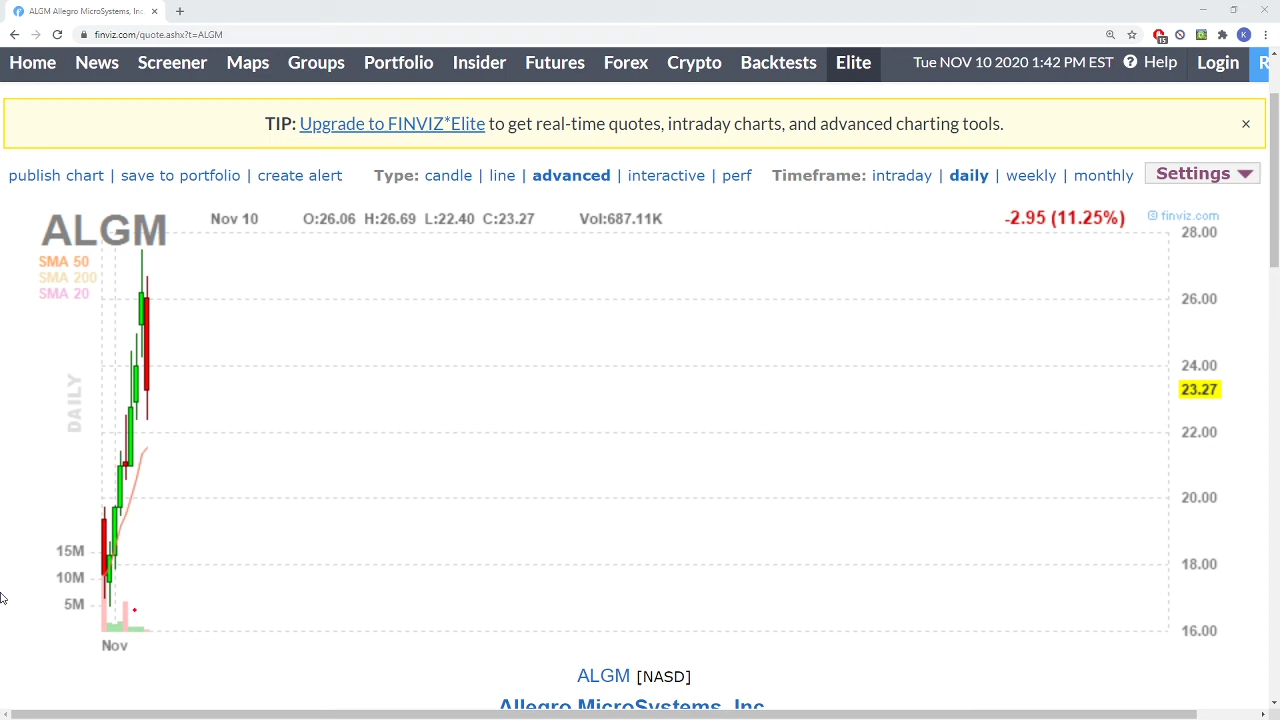 ALGM Allegro MicroSystems, Inc.
finviz.com/quote.ashx?t=ALGM
15
K
Home News Screener Maps Groups Portfolio Insider Futures Forex Crypto Backtests Elite Tue NOV 10 2020 1:42 PM EST Help Login R
TIP: Upgrade to FINVIZ*Elite to get real-time quotes, intraday charts, and advanced charting tools. ×
publish chart | save to portfolio | create alert Type: candle | line | advanced | interactive | perf Timeframe: intraday | daily | weekly | monthly Settings
ALGM Nov 10 O:26.06 H:26.69 L:22.40 C:23.27 Vol:687.11K -2.95 (11.25%) © finviz.com
28.00
SMA 50
SMA 200
SMA 20
26.00
24.00
23.27
DAILY
22.00
20.00
15M
18.00
10M
5M
16.00
Nov
ALGM [NASD]
Allegro MicroSystems, Inc.